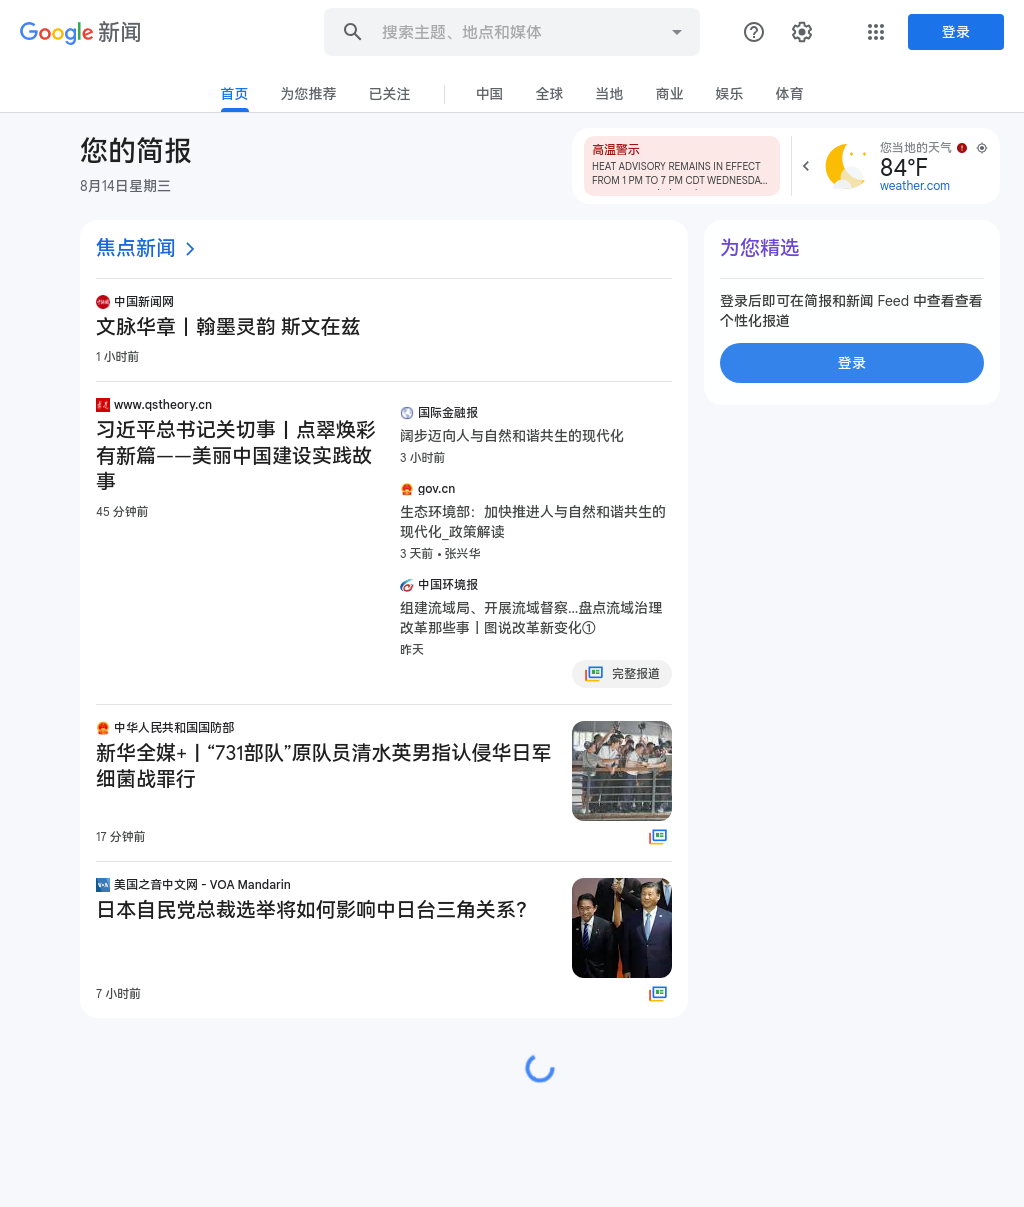 Google 新闻
搜索主题、地点和媒体
登录
首页
为您推荐
已关注
中国
全球
当地
商业
娱乐
体育
您的简报
8月14日星期三
高温警示
HEAT ADVISORY REMAINS IN EFFECT
FROM 1 PM TO 7 PM CDT WEDNESDA…
您当地的天气
84°F
weather.com
焦点新闻
中国新闻网
文脉华章丨翰墨灵韵 斯文在兹
1 小时前
www.qstheory.cn
习近平总书记关切事丨点翠焕彩
有新篇——美丽中国建设实践故
事
45 分钟前
国际金融报
阔步迈向人与自然和谐共生的现代化
3 小时前
gov.cn
生态环境部：加快推进人与自然和谐共生的
现代化_政策解读
3 天前 • 张兴华
中国环境报
组建流域局、开展流域督察…盘点流域治理
改革那些事丨图说改革新变化①
昨天
完整报道
中华人民共和国国防部
新华全媒+丨“731部队”原队员清水英男指认侵华日军
细菌战罪行
17 分钟前
美国之音中文网 - VOA Mandarin
日本自民党总裁选举将如何影响中日台三角关系?
7 小时前
为您精选
登录后即可在简报和新闻 Feed 中查看查看
个性化报道
登录